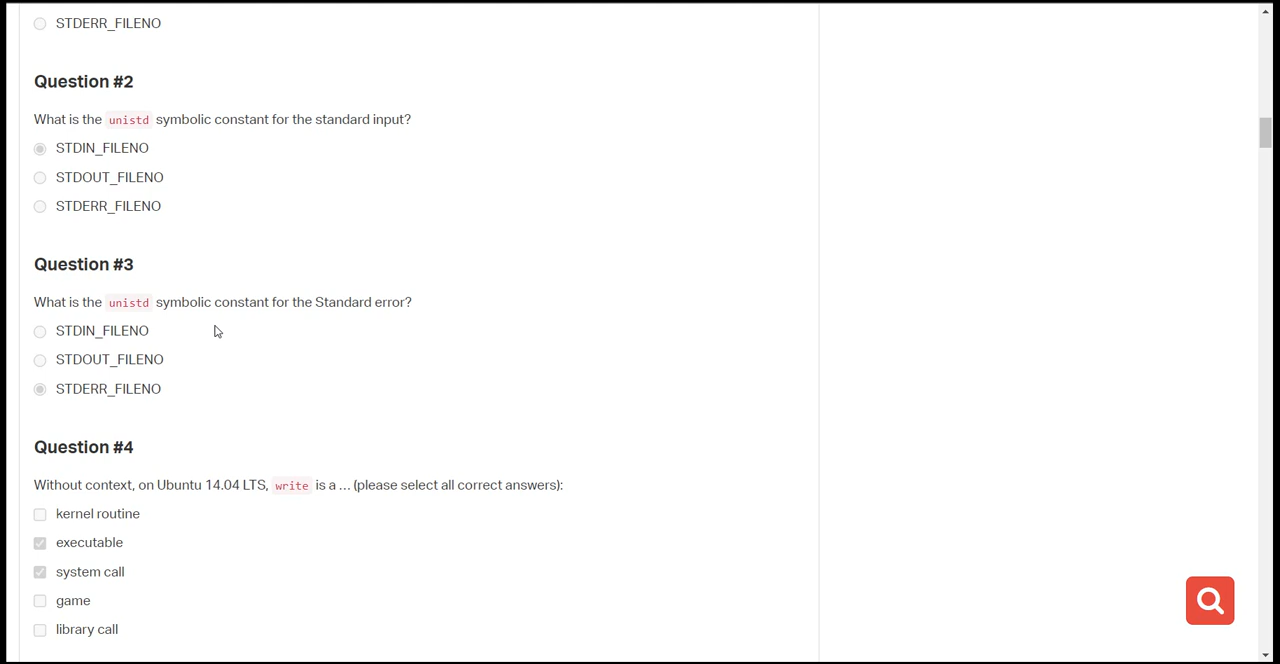 STDERR_FILENO
Question #2
What is the unistd symbolic constant for the standard input?
STDIN_FILENO
STDOUT_FILENO
STDERR_FILENO
Question #3
What is the unistd symbolic constant for the Standard error?
STDIN_FILENO
STDOUT_FILENO
STDERR_FILENO
Question #4
Without context, on Ubuntu 14.04 LTS, write is a ... (please select all correct answers):
kernel routine
executable
system call
game
library call